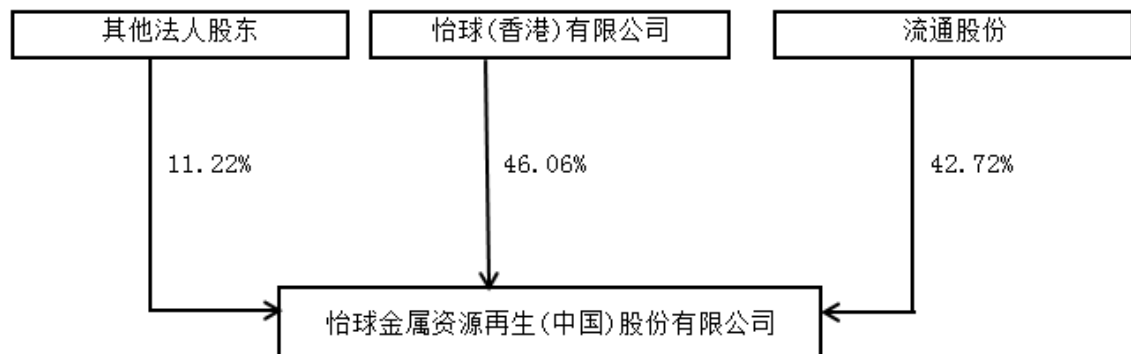 其他法人股东
怡球(香港)有限公司
流通股份
11.22%
46.06%
42.72%
怡球金属资源再生(中国)股份有限公司